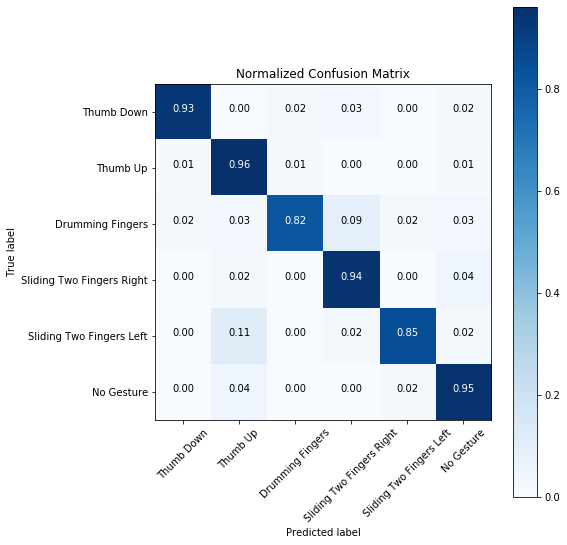 Normalized Confusion Matrix
Thumb Down 0.93 0.00 0.02 0.03 0.00 0.02
Thumb Up 0.01 0.96 0.01 0.00 0.00 0.01
Drumming Fingers 0.02 0.03 0.82 0.09 0.02 0.03
Sliding Two Fingers Right 0.00 0.02 0.00 0.94 0.00 0.04
Sliding Two Fingers Left 0.00 0.11 0.00 0.02 0.85 0.02
No Gesture 0.00 0.04 0.00 0.00 0.02 0.95
True label
Thumb Down
Thumb Up
Drumming Fingers
Sliding Two Fingers Right
Sliding Two Fingers Left
No Gesture
Predicted label
0.8
0.6
0.4
0.2
0.0